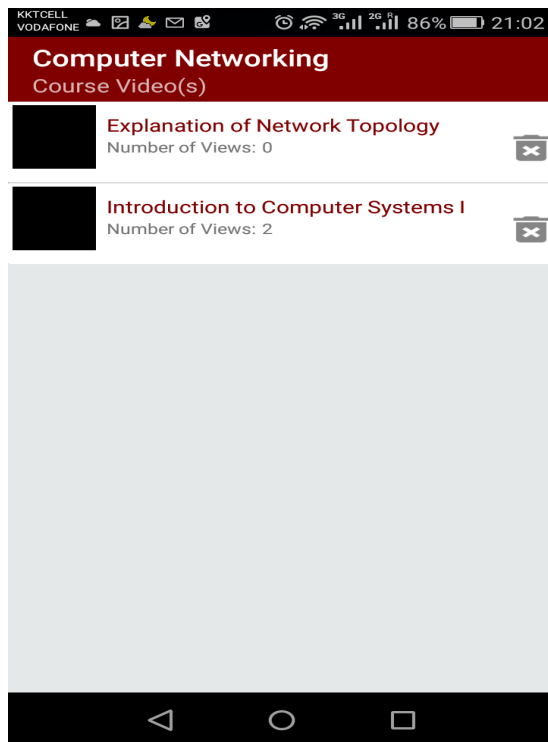 KKTCELL
VODAFONE
3G 2G R 86% 21:02
Computer Networking
Course Video(s)
Explanation of Network Topology
Number of Views: 0
Introduction to Computer Systems I
Number of Views: 2